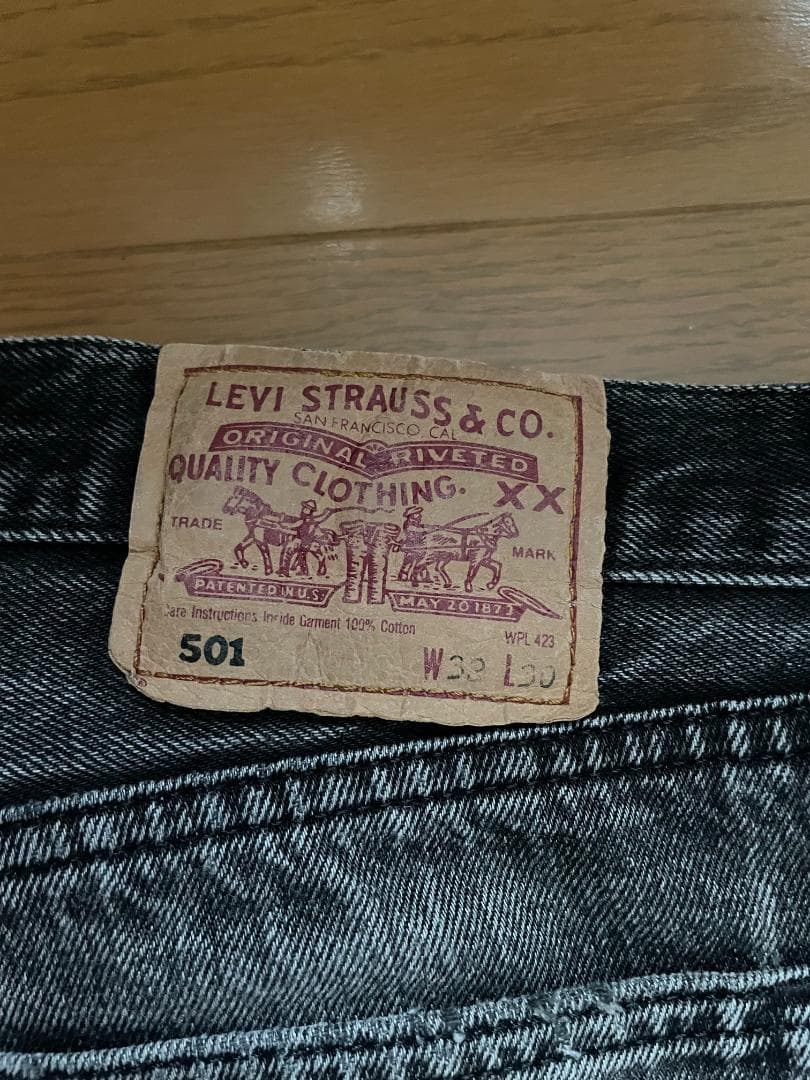 LEVI STRAUSS & CO.
SAN FRANCISCO, CAL
ORIGINAL RIVETED
QUALITY CLOTHING. XX
TRADE MARK
PATENTED IN U.S. MAY 20 1873
Care Instructions Inside Garment 100% Cotton
WPL 423
501 W L30